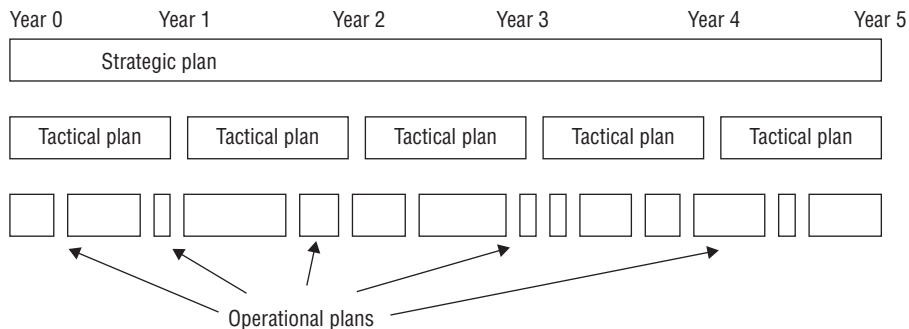 Year 0 Year 1 Year 2 Year 3 Year 4 Year 5
Strategic plan
Tactical plan Tactical plan Tactical plan Tactical plan Tactical plan
Operational plans